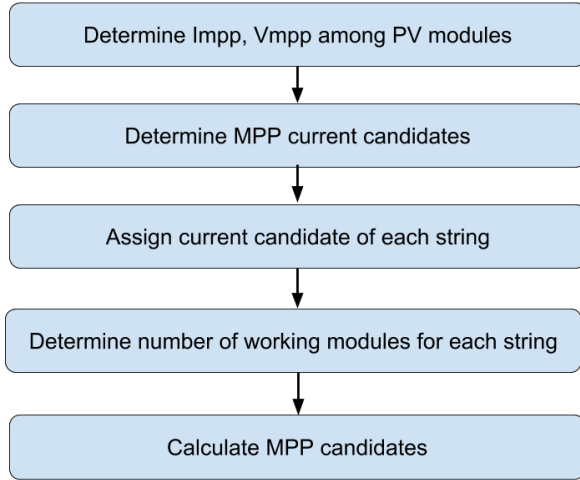 Determine Impp, Vmpp among PV modules
Determine MPP current candidates
Assign current candidate of each string
Determine number of working modules for each string
Calculate MPP candidates